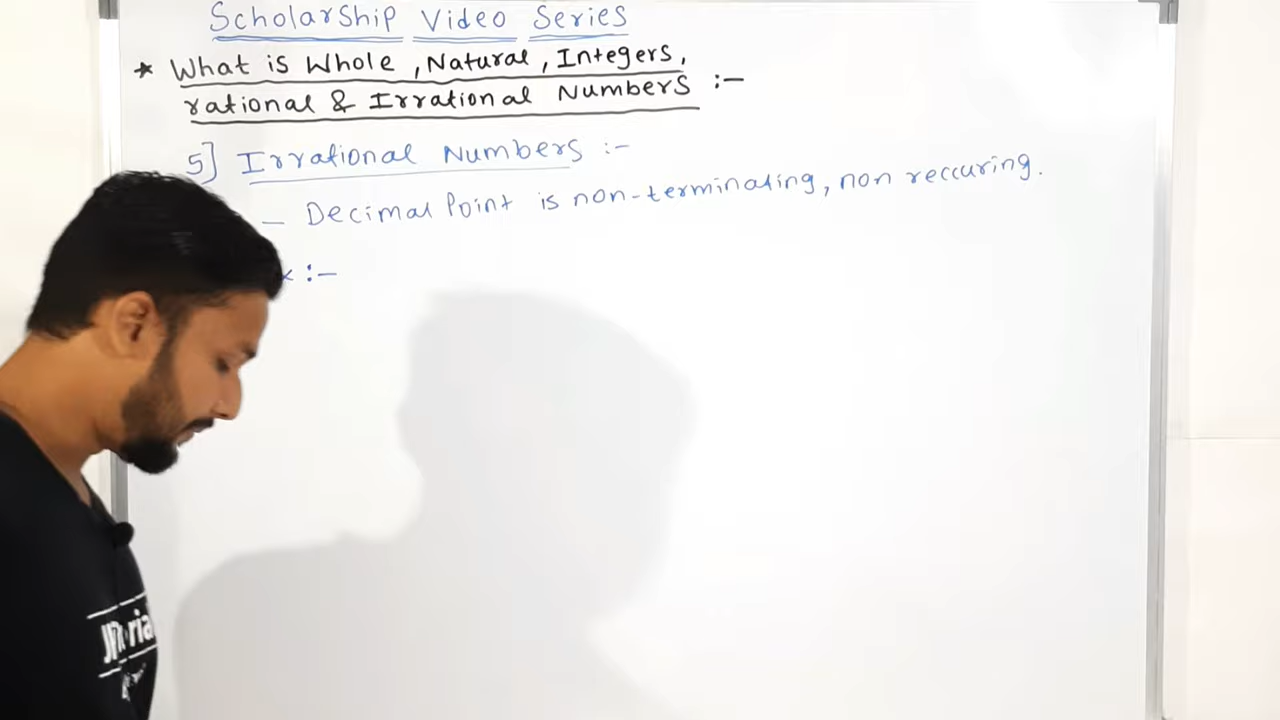 Scholarship Video Series
* What is Whole , Natural , Integers ,
rational & Irrational Numbers :-
5] Irrational Numbers :-
- Decimal Point is non-terminating , non reccuring .
x :-